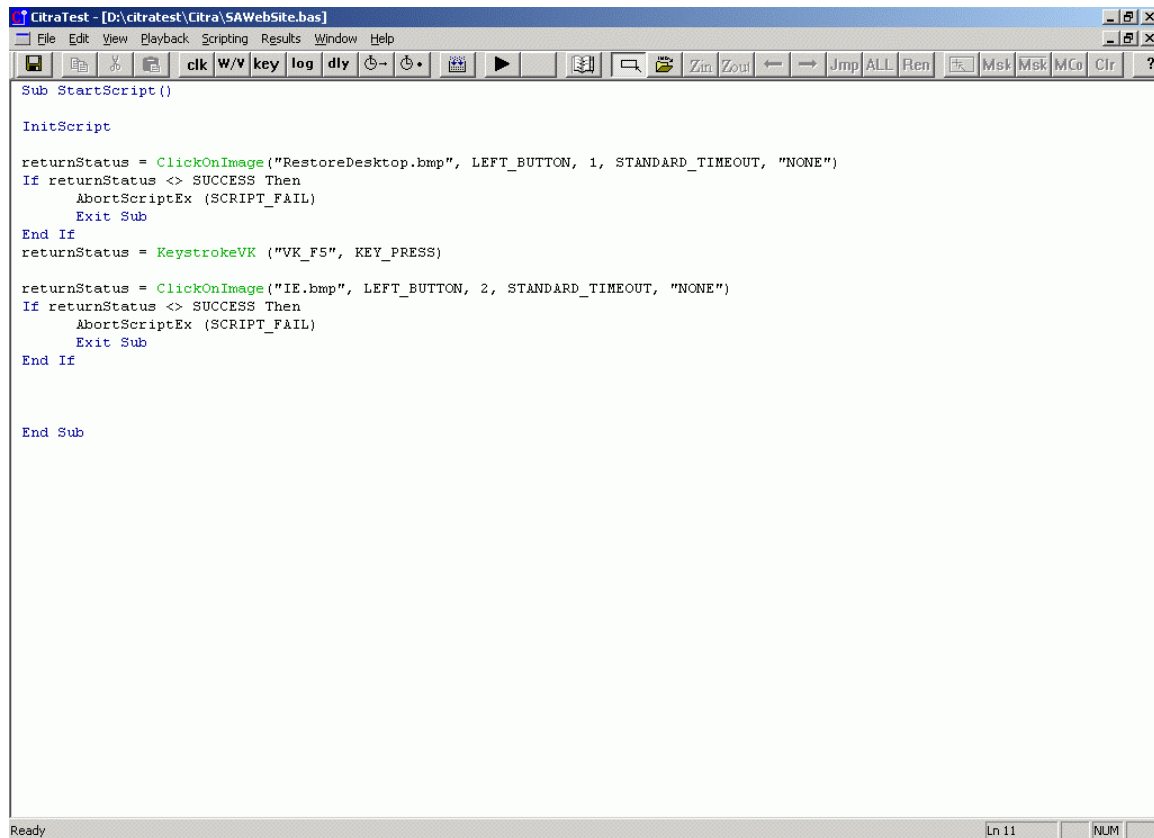 CitraTest - [D:\citratest\Citra\SAWebSite.bas]
File Edit View Playback Scripting Results Window Help
clk W/V key log dly Zin Zout Jmp ALL Ren Msk Msk MCo Clr ?
Sub StartScript()
InitScript
returnStatus = ClickOnImage("RestoreDesktop.bmp", LEFT_BUTTON, 1, STANDARD_TIMEOUT, "NONE")
If returnStatus <> SUCCESS Then
AbortScriptEx (SCRIPT_FAIL)
Exit Sub
End If
returnStatus = KeystrokeVK ("VK_F5", KEY_PRESS)
returnStatus = ClickOnImage("IE.bmp", LEFT_BUTTON, 2, STANDARD_TIMEOUT, "NONE")
If returnStatus <> SUCCESS Then
AbortScriptEx (SCRIPT_FAIL)
Exit Sub
End If
End Sub
Ready Ln 11 NUM